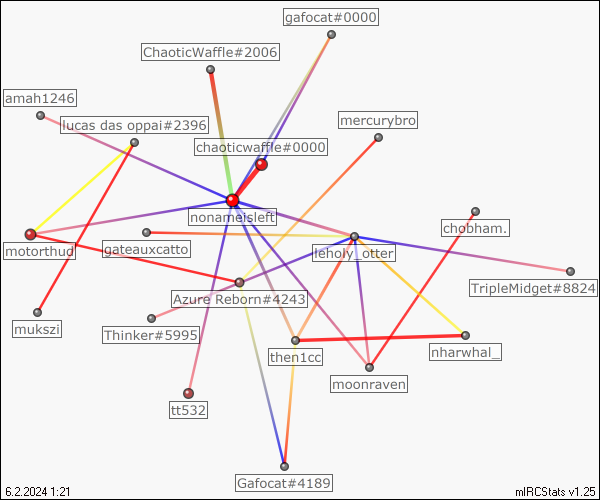 gafocat#0000
ChaoticWaffle#2006
amah1246
mercurybro
lucas das oppai#2396
chaoticwaffle#0000
nonameisleft
chobham.
motorthud
gateauxcatto
leholy_otter
TripleMidget#8824
Azure Reborn#4243
mukszi
Thinker#5995
then1cc
nharwhal_
moonraven
tt532
Gafocat#4189
6.2.2024 1:21
mIRCStats v1.25